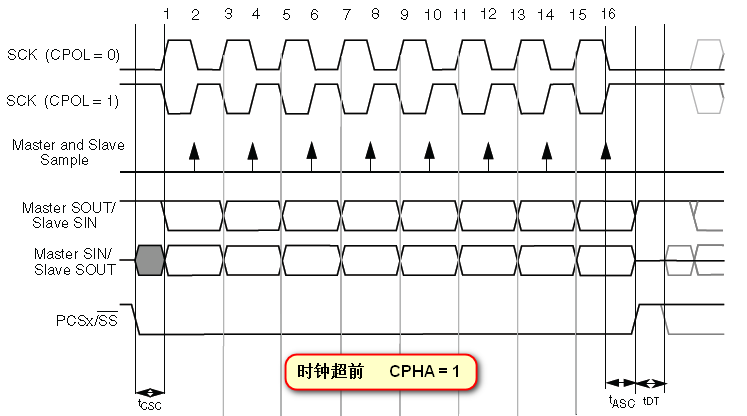 1 2 3 4 5 6 7 8 9 10 11 12 13 14 15 16
SCK (CPOL = 0)
SCK (CPOL = 1)
Master and Slave
Sample
Master SOUT/
Slave SIN
Master SIN/
Slave SOUT
PCSx/SS
时钟超前 CPHA = 1
tCSC
tASC
tDT